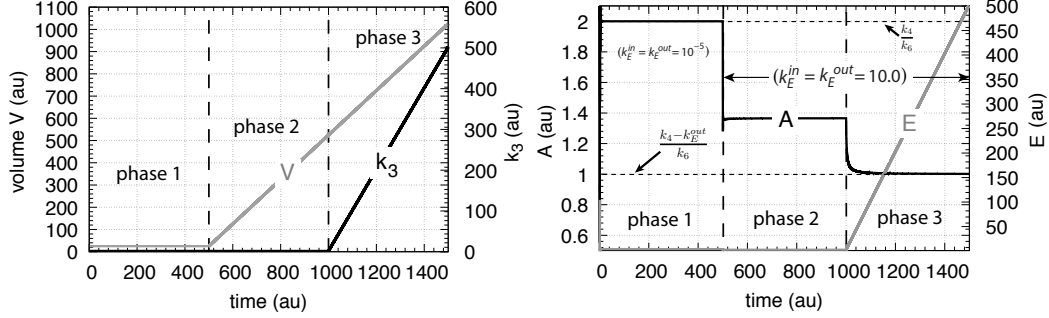 1100
1000
900
800
700
600
500
400
300
200
100
0
volume V (au)
600
500
400
300
200
100
0
k3 (au)
phase 1
phase 2
phase 3
V
k3
0 200 400 600 800 1000 1200 1400
time (au)
2
1.8
1.6
1.4
1.2
1
0.8
0.6
A (au)
500
450
400
350
300
250
200
150
100
50
E (au)
k4
k6
(kE^in = kE^out = 10^-5)
(kE^in = kE^out = 10.0)
A
E
k4−kE^out
k6
phase 1
phase 2
phase 3
0 200 400 600 800 1000 1200 1400
time (au)